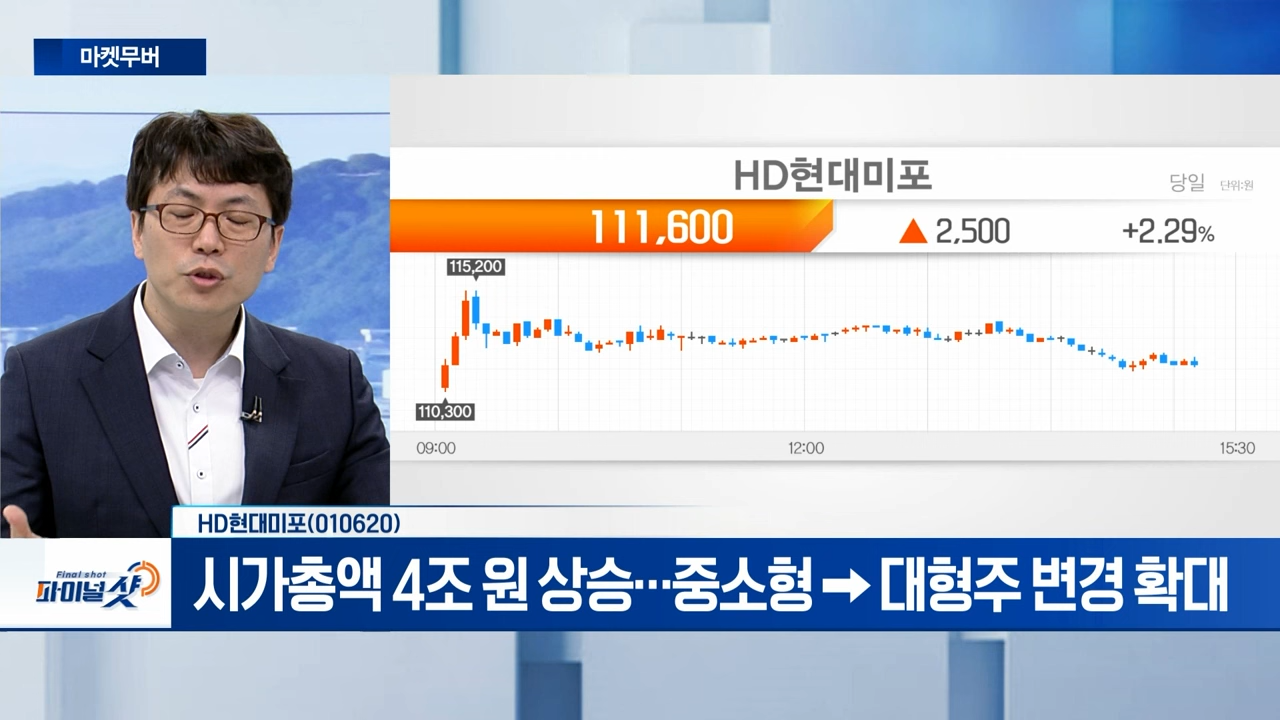 마켓무버
HD현대미포
당일 단위:원
111,600 ▲ 2,500 +2.29%
115,200
110,300
09:00 12:00 15:30
HD현대미포(010620)
Final shot
파이널샷
시가총액 4조 원 상승…중소형 ➡ 대형주 변경 확대